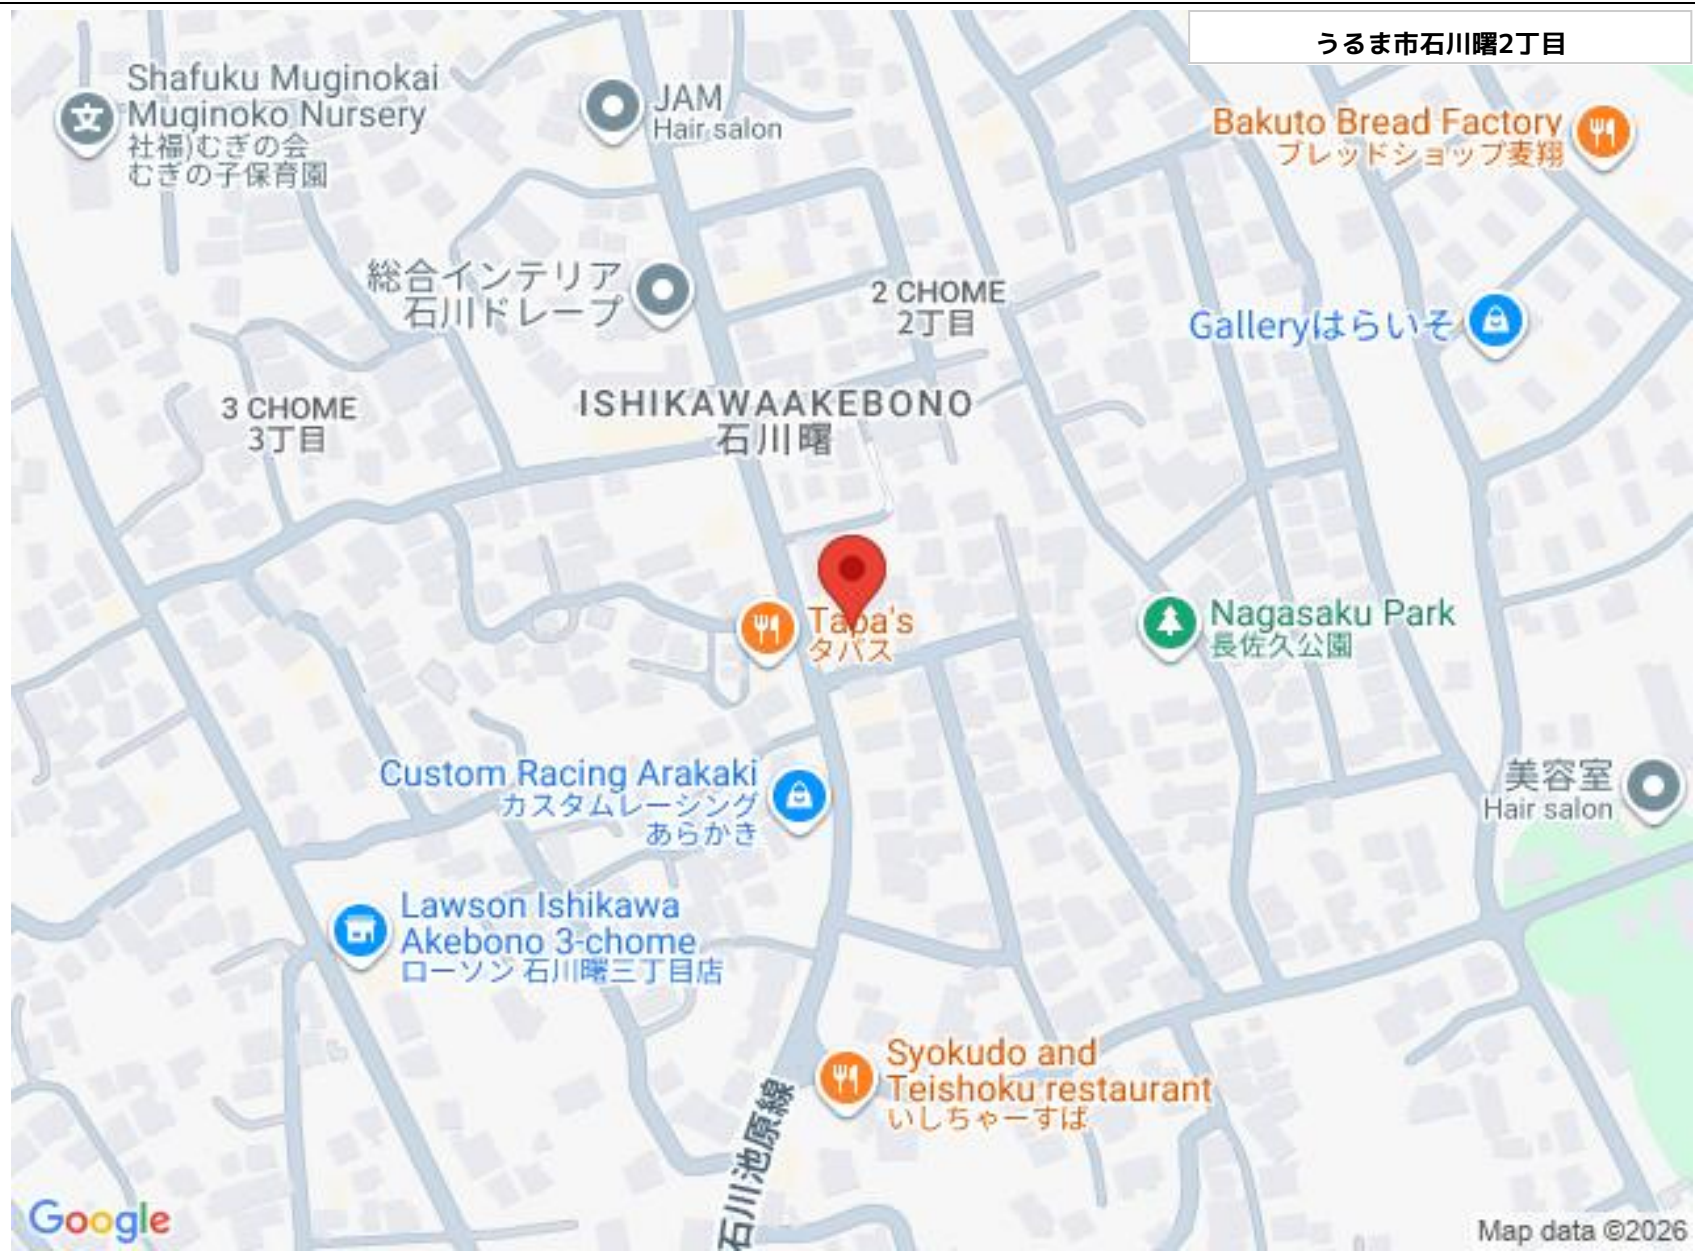 うるま市石川曙2丁目
Shafuku Muginokai
Muginoko Nursery
社福)むぎの会
むぎの子保育園
JAM
Hair salon
Bakuto Bread Factory
ブレッドショップ麦翔
総合インテリア
石川ドレープ
2 CHOME
2丁目
Galleryはらいそ
3 CHOME
3丁目
ISHIKAWAAKEBONO
石川曙
Tapa's
タパス
Nagasaku Park
長佐久公園
Custom Racing Arakaki
カスタムレーシング
あらかき
美容室
Hair salon
Lawson Ishikawa
Akebono 3-chome
ローソン 石川曙三丁目店
Syokudo and
Teishoku restaurant
いしちゃーすば
石川池原線
Google
Map data ©2026